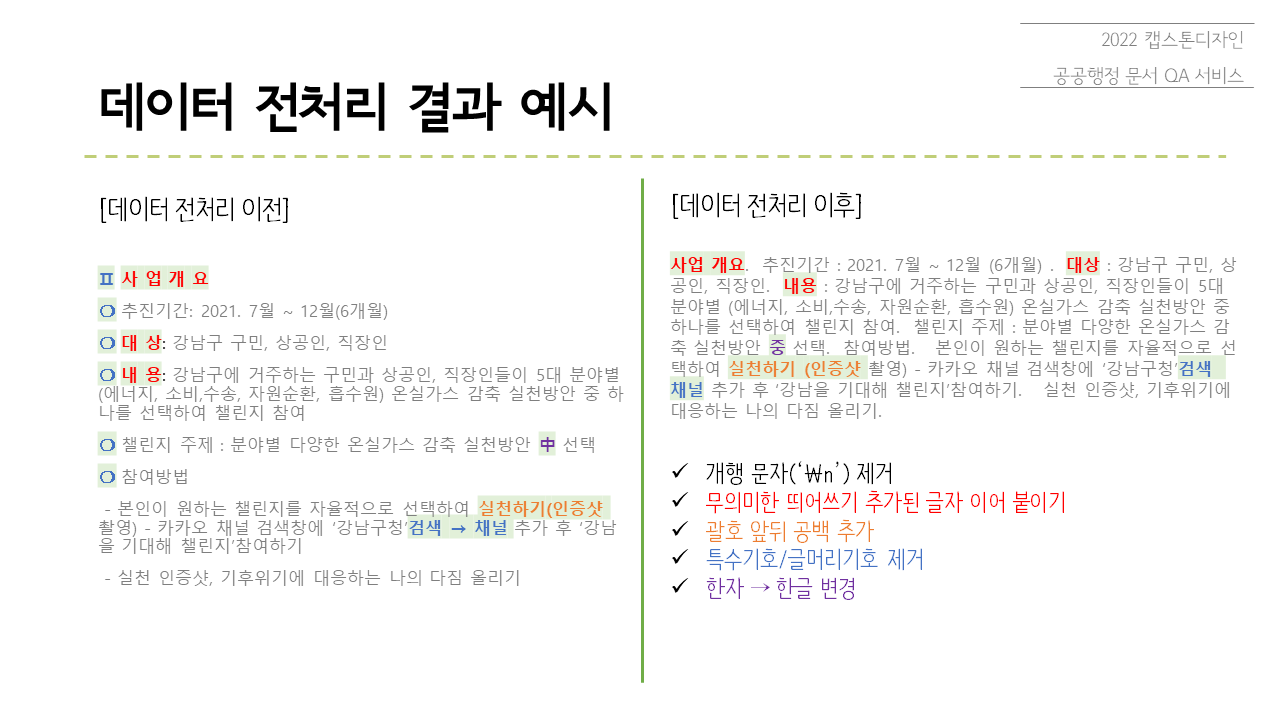 2022 캡스톤디자인
공공행정 문서 QA 서비스
데이터 전처리 결과 예시
[데이터 전처리 이전]
Ⅱ 사 업 개 요
❍ 추진기간: 2021. 7월 ~ 12월(6개월)
❍ 대 상: 강남구 구민, 상공인, 직장인
❍ 내 용: 강남구에 거주하는 구민과 상공인, 직장인들이 5대 분야별
(에너지, 소비,수송, 자원순환, 흡수원) 온실가스 감축 실천방안 중 하
나를 선택하여 챌린지 참여
❍ 챌린지 주제 : 분야별 다양한 온실가스 감축 실천방안 中 선택
❍ 참여방법
- 본인이 원하는 챌린지를 자율적으로 선택하여 실천하기(인증샷
촬영) - 카카오 채널 검색창에 ‘강남구청’검색 → 채널 추가 후 ‘강남
을 기대해 챌린지’참여하기
- 실천 인증샷, 기후위기에 대응하는 나의 다짐 올리기
[데이터 전처리 이후]
사업 개요. 추진기간 : 2021. 7월 ~ 12월 (6개월) . 대상 : 강남구 구민, 상
공인, 직장인. 내용 : 강남구에 거주하는 구민과 상공인, 직장인들이 5대
분야별 (에너지, 소비,수송, 자원순환, 흡수원) 온실가스 감축 실천방안 중
하나를 선택하여 챌린지 참여. 챌린지 주제 : 분야별 다양한 온실가스 감
축 실천방안 중 선택. 참여방법. 본인이 원하는 챌린지를 자율적으로 선
택하여 실천하기 (인증샷 촬영) - 카카오 채널 검색창에 ‘강남구청’검색
채널 추가 후 ‘강남을 기대해 챌린지’참여하기. 실천 인증샷, 기후위기에
대응하는 나의 다짐 올리기.
✓ 개행 문자(‘₩n’) 제거
✓ 무의미한 띄어쓰기 추가된 글자 이어 붙이기
✓ 괄호 앞뒤 공백 추가
✓ 특수기호/글머리기호 제거
✓ 한자 → 한글 변경